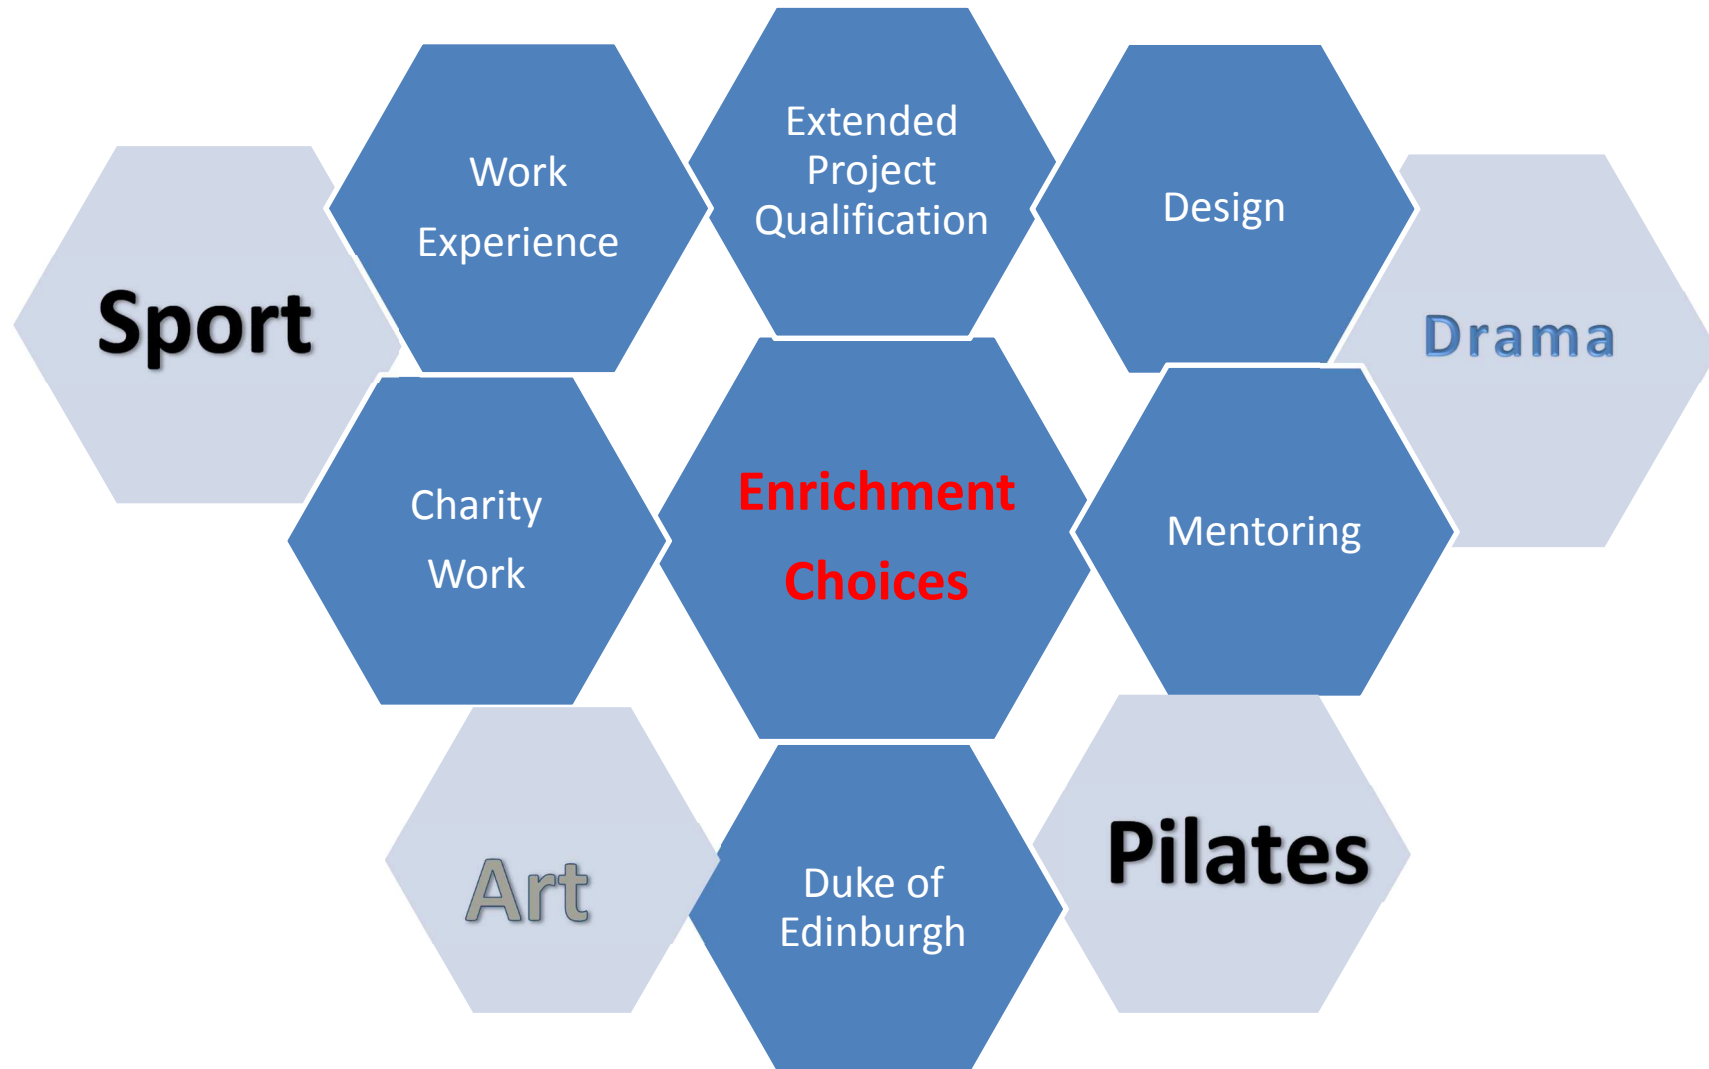 Extended
Project
Qualification
Work
Experience
Design
Sport
Drama
Enrichment
Choices
Charity
Work
Mentoring
Art
Duke of
Edinburgh
Pilates